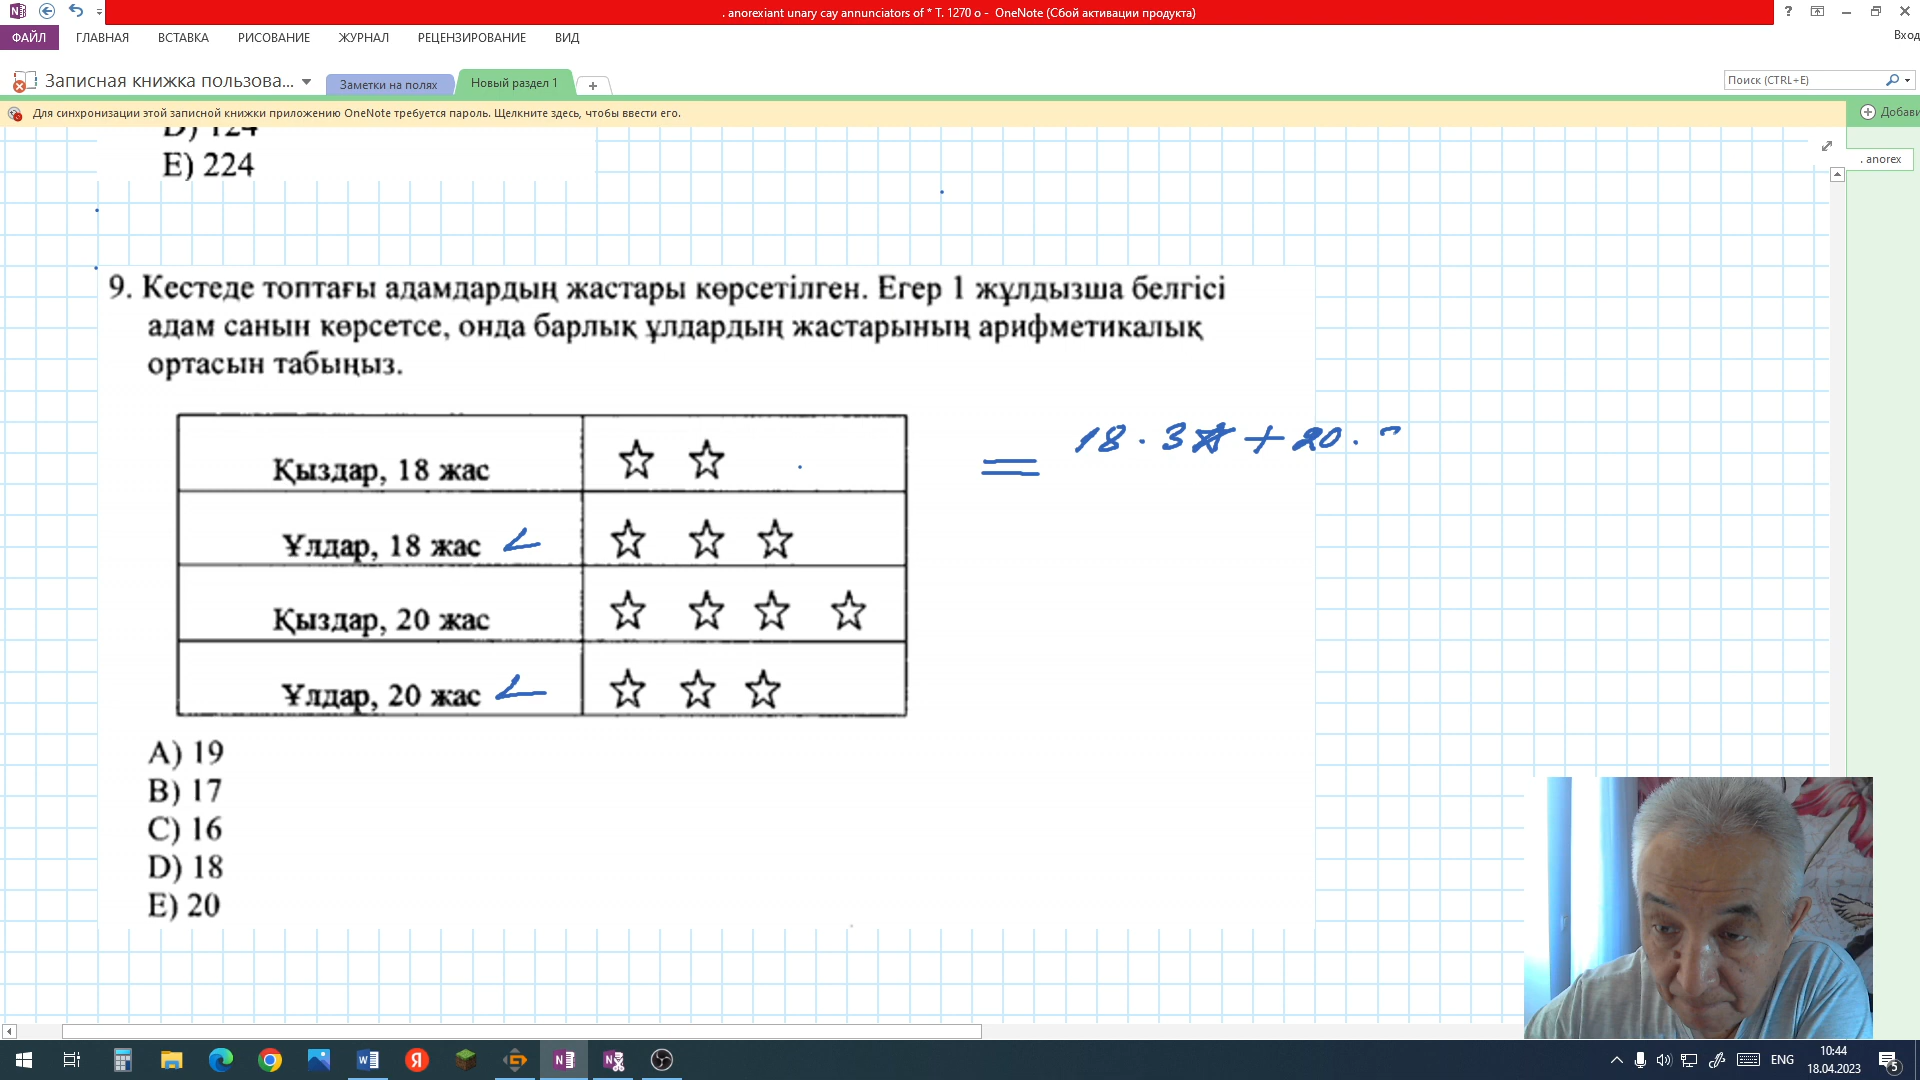 . anorexiant unary cay annunciators of * T. 1270 o - OneNote (Сбой активации продукта)
ФАЙЛ ГЛАВНАЯ ВСТАВКА РИСОВАНИЕ ЖУРНАЛ РЕЦЕНЗИРОВАНИЕ ВИД
Вход
Записная книжка пользова... Заметки на полях Новый раздел 1
Поиск (CTRL+E)
Для синхронизации этой записной книжки приложению OneNote требуется пароль. Щелкните здесь, чтобы ввести его.
Добави
. anorex
D) 124
E) 224
9. Кестеде топтағы адамдардың жастары көрсетілген. Егер 1 жұлдызша белгісі
адам санын көрсетсе, онда барлық ұлдардың жастарының арифметикалық
ортасын табыңыз.
Қыздар, 18 жас ☆ ☆
Ұлдар, 18 жас ☆ ☆ ☆
Қыздар, 20 жас ☆ ☆ ☆ ☆
Ұлдар, 20 жас ☆ ☆ ☆
= 18 · 3☆ + 20 ·
A) 19
B) 17
C) 16
D) 18
E) 20
ENG
10:44
18.04.2023
5